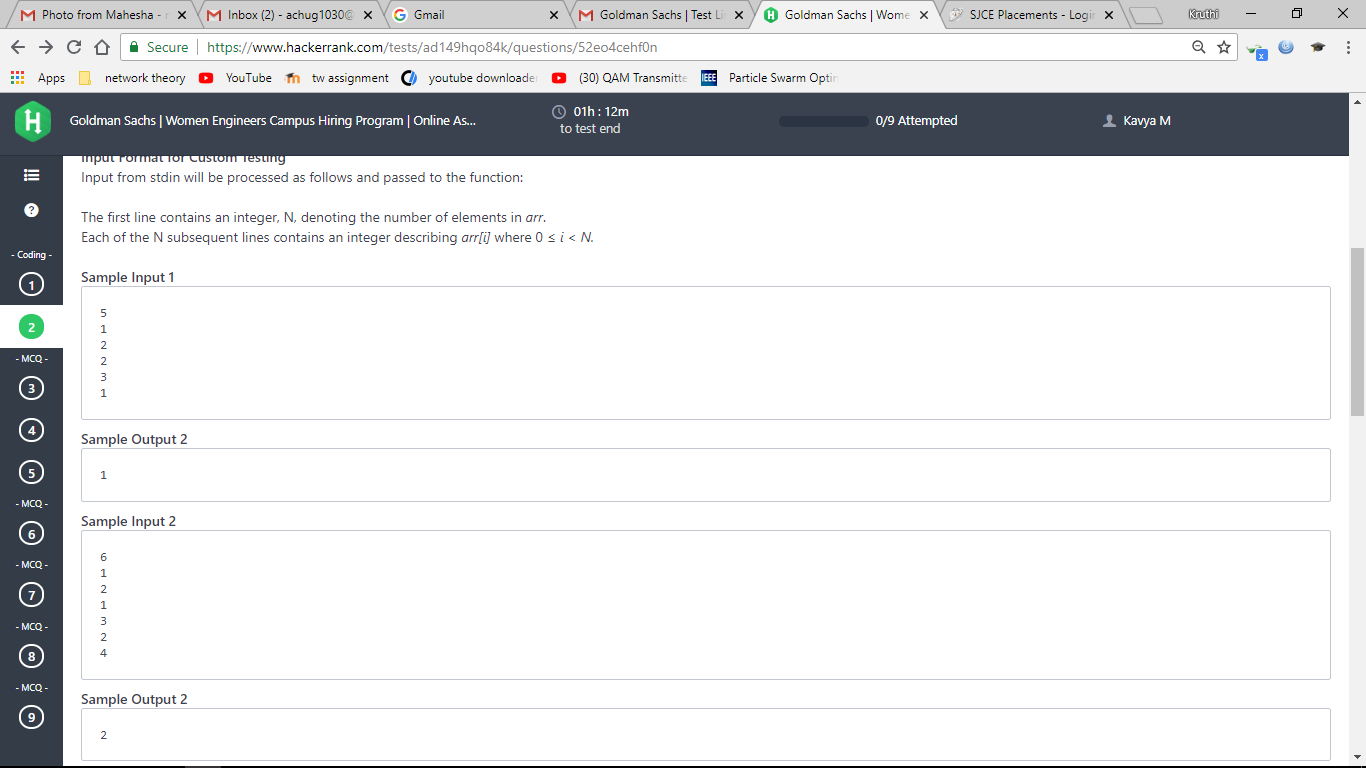 Photo from Mahesha -
Inbox (2) - achug1030@
Gmail
Goldman Sachs | Test Li
Goldman Sachs | Wome
SJCE Placements - Login
Kruthi
Secure | https://www.hackerrank.com/tests/ad149hqo84k/questions/52eo4cehf0n
Apps
network theory
YouTube
tw assignment
youtube downloade
(30) QAM Transmitte
IEEE
Particle Swarm Optin
H
Goldman Sachs | Women Engineers Campus Hiring Program | Online As...
01h : 12m
to test end
0/9 Attempted
Kavya M
?
- Coding -
1
2
- MCQ -
3
4
5
- MCQ -
6
- MCQ -
7
- MCQ -
8
- MCQ -
9
Input Format for Custom Testing
Input from stdin will be processed as follows and passed to the function:
The first line contains an integer, N, denoting the number of elements in arr.
Each of the N subsequent lines contains an integer describing arr[i] where 0 ≤ i < N.
Sample Input 1
5
1
2
2
3
1
Sample Output 2
1
Sample Input 2
6
1
2
1
3
2
4
Sample Output 2
2